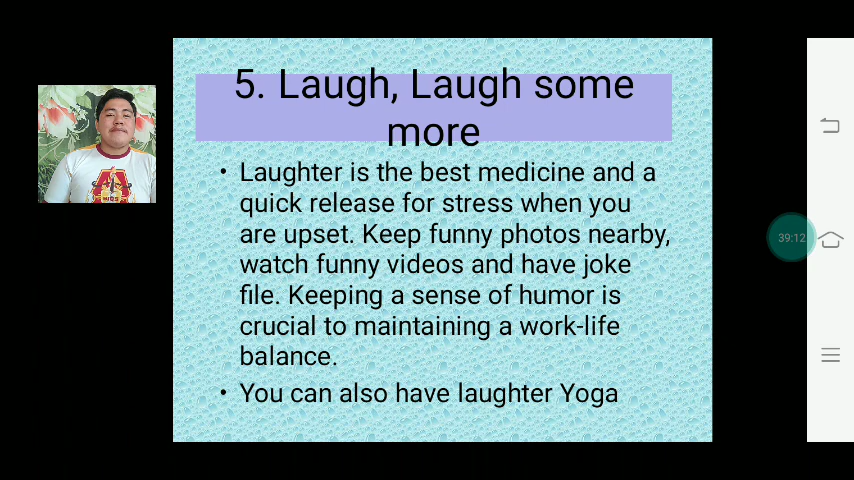 5. Laugh, Laugh some
more
• Laughter is the best medicine and a
quick release for stress when you
are upset. Keep funny photos nearby,
watch funny videos and have joke
file. Keeping a sense of humor is
crucial to maintaining a work-life
balance.
• You can also have laughter Yoga
39:12